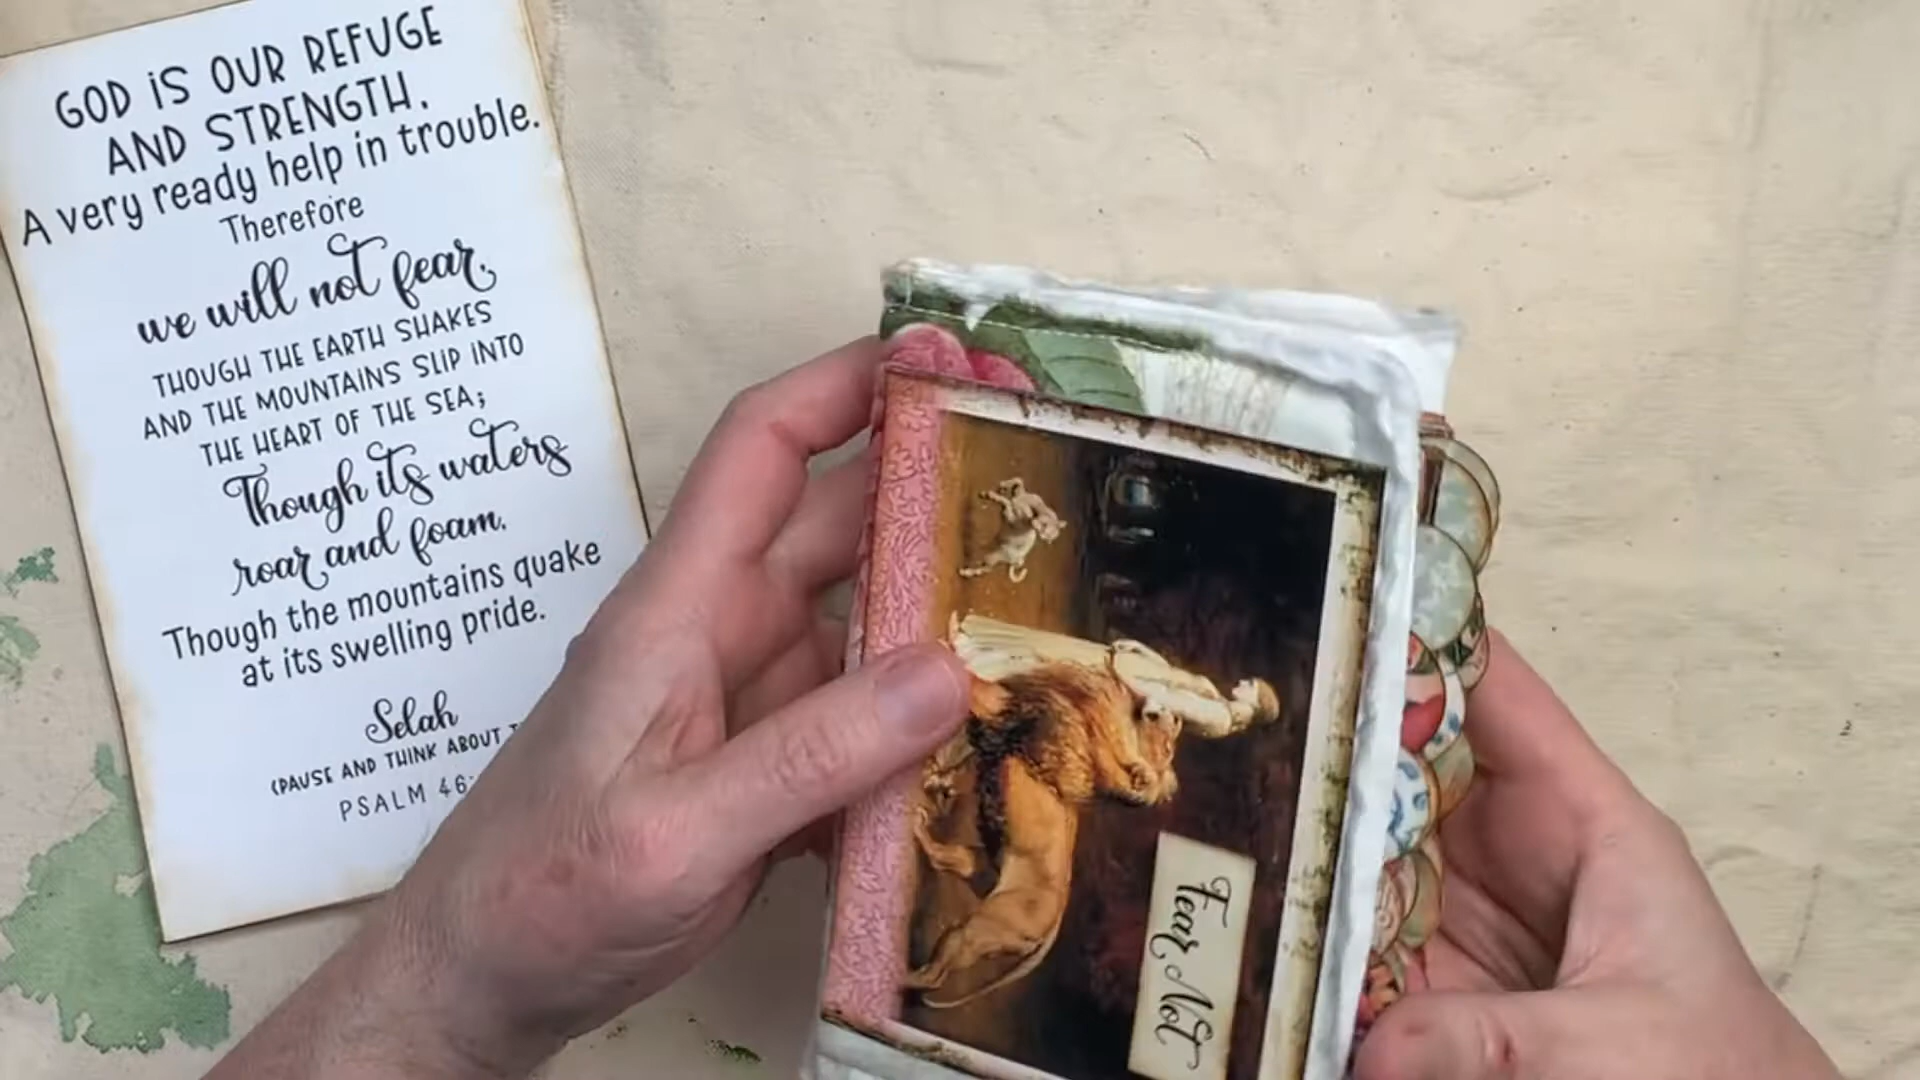 GOD iS OUR REFUGE
AND STRENGTH.
A very ready help in trouble.
Therefore
we will not fear,
THOUGH THE EARTH SHAKES
AND THE MOUNTAINS SLIP INTO
THE HEART OF THE SEA;
Though its waters
roar and foam,
Though the mountains quake
at its swelling pride.
Selah
(PAUSE AND THINK ABOUT
PSALM 46:
Fear Not